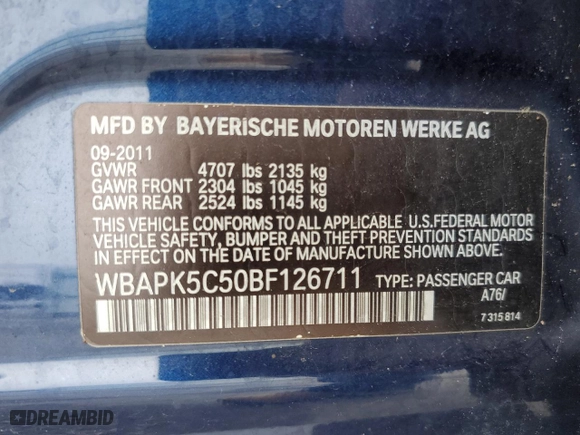 MFD BY BAYERISCHE MOTOREN WERKE AG
09-2011
GVWR 4707 lbs 2135 kg
GAWR FRONT 2304 lbs 1045 kg
GAWR REAR 2524 lbs 1145 kg
THIS VEHICLE CONFORMS TO ALL APPLICABLE U.S.FEDERAL MOTOR
VEHICLE SAFETY, BUMPER AND THEFT PREVENTION STANDARDS
IN EFFECT ON THE DATE OF MANUFACTURE SHOWN ABOVE.
WBAPK5C50BF126711 TYPE: PASSENGER CAR
A76/
7 315 814
DREAMBID